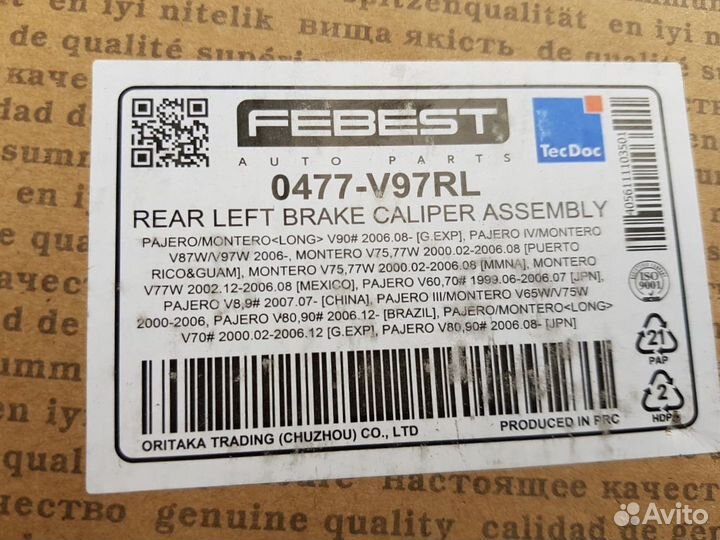 spitzenqualität en iyi
en iyi nitelik вища якість de
de qualité supérieure
FEBEST
AUTO PARTS
TecDoc
0477-V97RL
REAR LEFT BRAKE CALIPER ASSEMBLY
PAJERO/MONTERO<LONG> V90# 2006.08- [G.EXP], PAJERO IV/MONTERO
V87W/V97W 2006-, MONTERO V75,77W 2000.02-2006.08 [PUERTO
RICO&GUAM], MONTERO V75,77W 2000.02-2006.08 [MMNA], MONTERO
V77W 2002.12-2006.08 [MEXICO], PAJERO V60,70# 1999.06-2006.07 [JPN],
PAJERO V8,9# 2007.07- [CHINA], PAJERO III/MONTERO V65W/V75W
2000-2006, PAJERO V80,90# 2006.12- [BRAZIL], MONTERO/PAJERO<LONG>
V70# 2000.02-2006.12 [G.EXP], PAJERO V80,90# 2006.08- [JPN]
4056111103501
ISO
9001
21
PAP
2
HDPE
ORITAKA TRADING (CHUZHOU) CO., LTD
PRODUCED IN PRC
настоящее качест
genuine quality calidad de gen
Avito